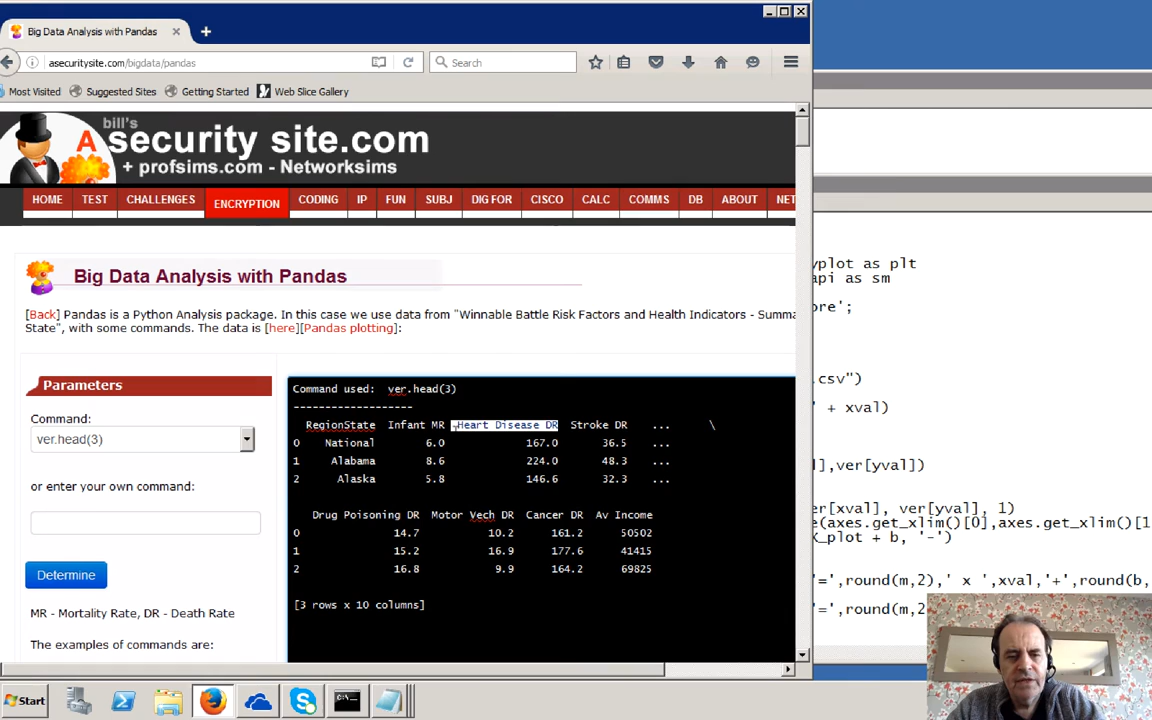 Big Data Analysis with Pandas
asecuritysite.com/bigdata/pandas
Search
Most Visited Suggested Sites Getting Started Web Slice Gallery
bill's
A security site.com
+ profsims.com - Networksims
HOME TEST CHALLENGES ENCRYPTION CODING IP FUN SUBJ DIG FOR CISCO CALC COMMS DB ABOUT NET
Big Data Analysis with Pandas
[Back] Pandas is a Python Analysis package. In this case we use data from "Winnable Battle Risk Factors and Health Indicators - Summa
State", with some commands. The data is [here][Pandas plotting]:
Parameters
Command:
ver.head(3)
or enter your own command:
Determine
MR - Mortality Rate, DR - Death Rate
The examples of commands are:
Command used: ver.head(3)
-------------------
RegionState Infant MR Heart Disease DR Stroke DR ... \
0 National 6.0 167.0 36.5 ...
1 Alabama 8.6 224.0 48.3 ...
2 Alaska 5.8 146.6 32.3 ...
Drug Poisoning DR Motor Vech DR Cancer DR Av Income
0 14.7 10.2 161.2 50502
1 15.2 16.9 177.6 41415
2 16.8 9.9 164.2 69825
[3 rows x 10 columns]
yplot as plt
api as sm
ore';
.csv")
' + xval)
l],ver[yval])
er[xval], ver[yval], 1)
e(axes.get_xlim()[0],axes.get_xlim()[1
X_plot + b, '-')
'=',round(m,2),' x ',xval,'+',round(b,
'=',round(m,2
Start